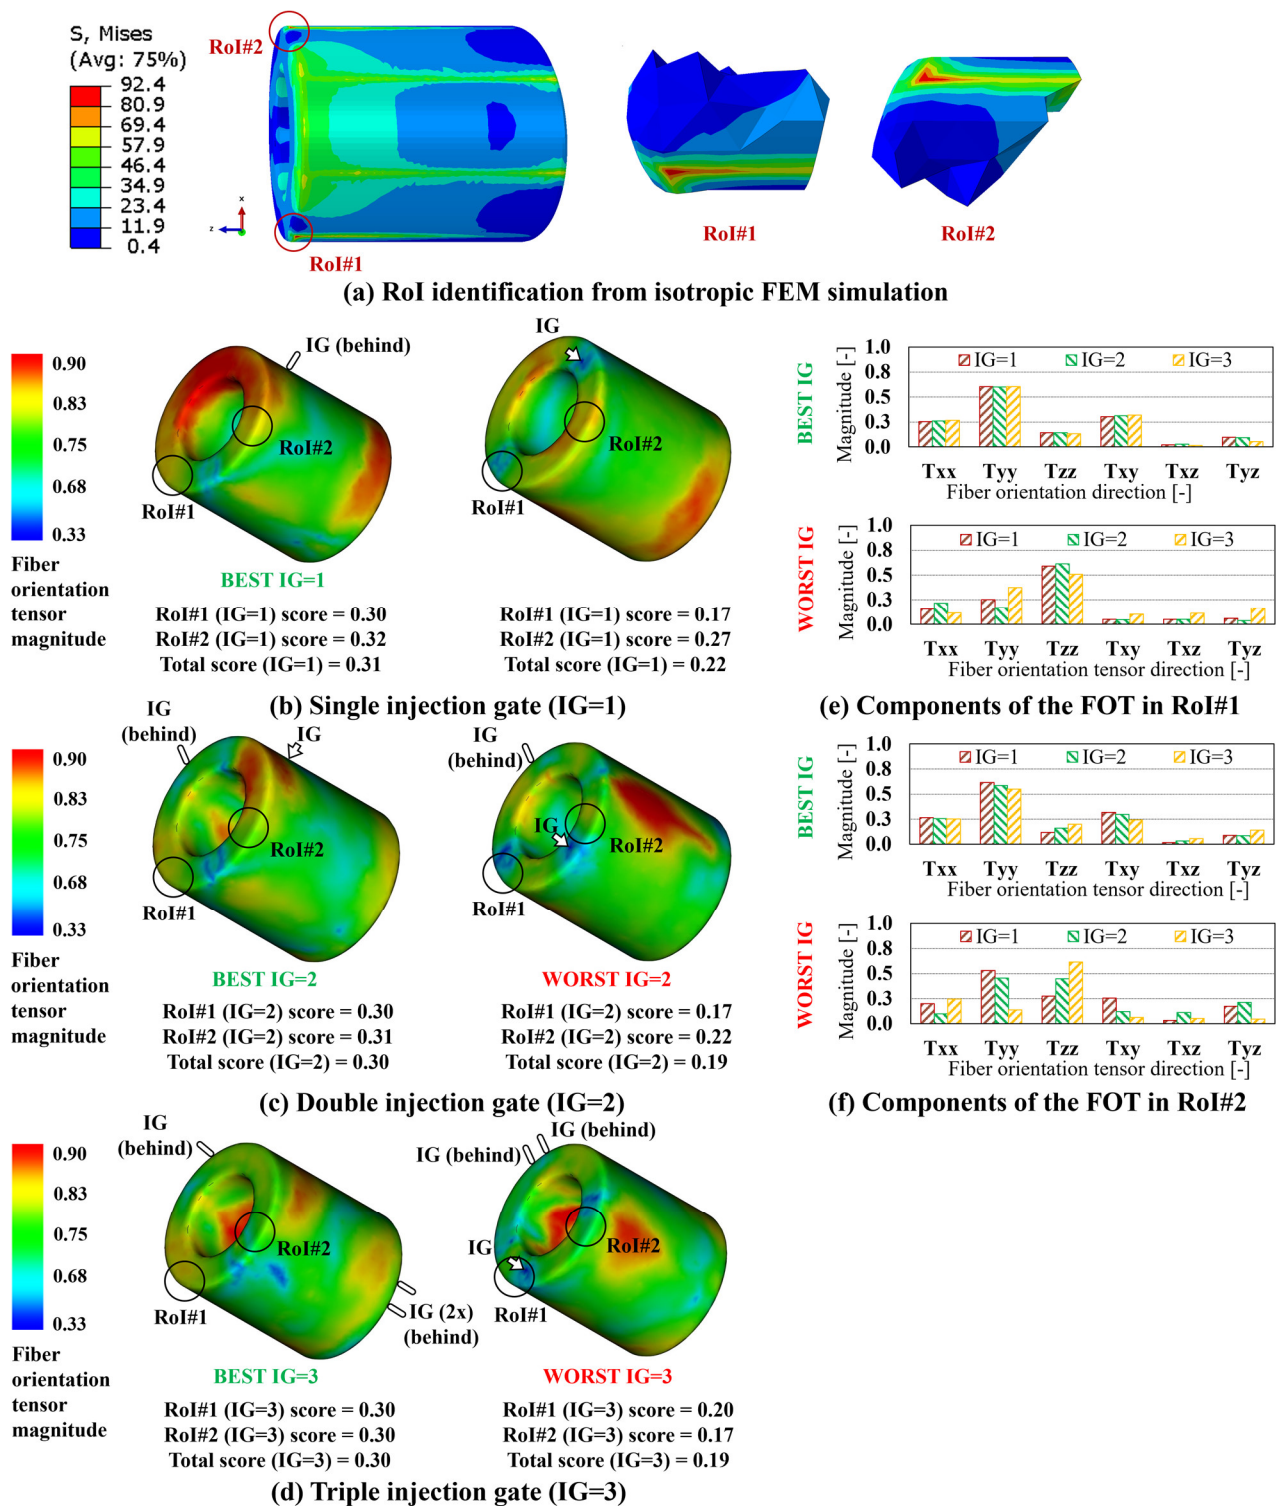 S, Mises
(Avg: 75%)
92.4
80.9
69.4
57.9
46.4
34.9
23.4
11.9
0.4
RoI#2
x
z
RoI#1
RoI#1
RoI#2
(a) RoI identification from isotropic FEM simulation
0.90
0.83
0.75
0.68
0.33
Fiber
orientation
tensor
magnitude
IG (behind)
RoI#2
RoI#1
BEST IG=1
RoI#1 (IG=1) score = 0.30
RoI#2 (IG=1) score = 0.32
Total score (IG=1) = 0.31
IG
RoI#2
RoI#1
RoI#1 (IG=1) score = 0.17
RoI#2 (IG=1) score = 0.27
Total score (IG=1) = 0.22
(b) Single injection gate (IG=1)
BEST IG
Magnitude [-]
1.0
0.8
0.5
0.3
0.0
IG=1 IG=2 IG=3
Txx Tyy Tzz Txy Txz Tyz
Fiber orientation direction [-]
WORST IG
Magnitude [-]
1.0
0.8
0.5
0.3
0.0
IG=1 IG=2 IG=3
Txx Tyy Tzz Txy Txz Tyz
Fiber orientation tensor direction [-]
(e) Components of the FOT in RoI#1
0.90
0.83
0.75
0.68
0.33
Fiber
orientation
tensor
magnitude
IG
(behind)
IG
RoI#2
RoI#1
BEST IG=2
RoI#1 (IG=2) score = 0.30
RoI#2 (IG=2) score = 0.31
Total score (IG=2) = 0.30
IG
(behind)
IG
RoI#2
RoI#1
WORST IG=2
RoI#1 (IG=2) score = 0.17
RoI#2 (IG=2) score = 0.22
Total score (IG=2) = 0.19
(c) Double injection gate (IG=2)
BEST IG
Magnitude [-]
1.0
0.8
0.5
0.3
0.0
IG=1 IG=2 IG=3
Txx Tyy Tzz Txy Txz Tyz
Fiber orientation tensor direction [-]
WORST IG
Magnitude [-]
1.0
0.8
0.5
0.3
0.0
IG=1 IG=2 IG=3
Txx Tyy Tzz Txy Txz Tyz
Fiber orientation tensor direction [-]
(f) Components of the FOT in RoI#2
0.90
0.83
0.75
0.68
0.33
Fiber
orientation
tensor
magnitude
IG
(behind)
RoI#2
RoI#1
IG (2x)
(behind)
BEST IG=3
RoI#1 (IG=3) score = 0.30
RoI#2 (IG=3) score = 0.30
Total score (IG=3) = 0.30
IG (behind)
IG (behind)
RoI#2
IG
RoI#1
WORST IG=3
RoI#1 (IG=3) score = 0.20
RoI#2 (IG=3) score = 0.17
Total score (IG=3) = 0.19
(d) Triple injection gate (IG=3)